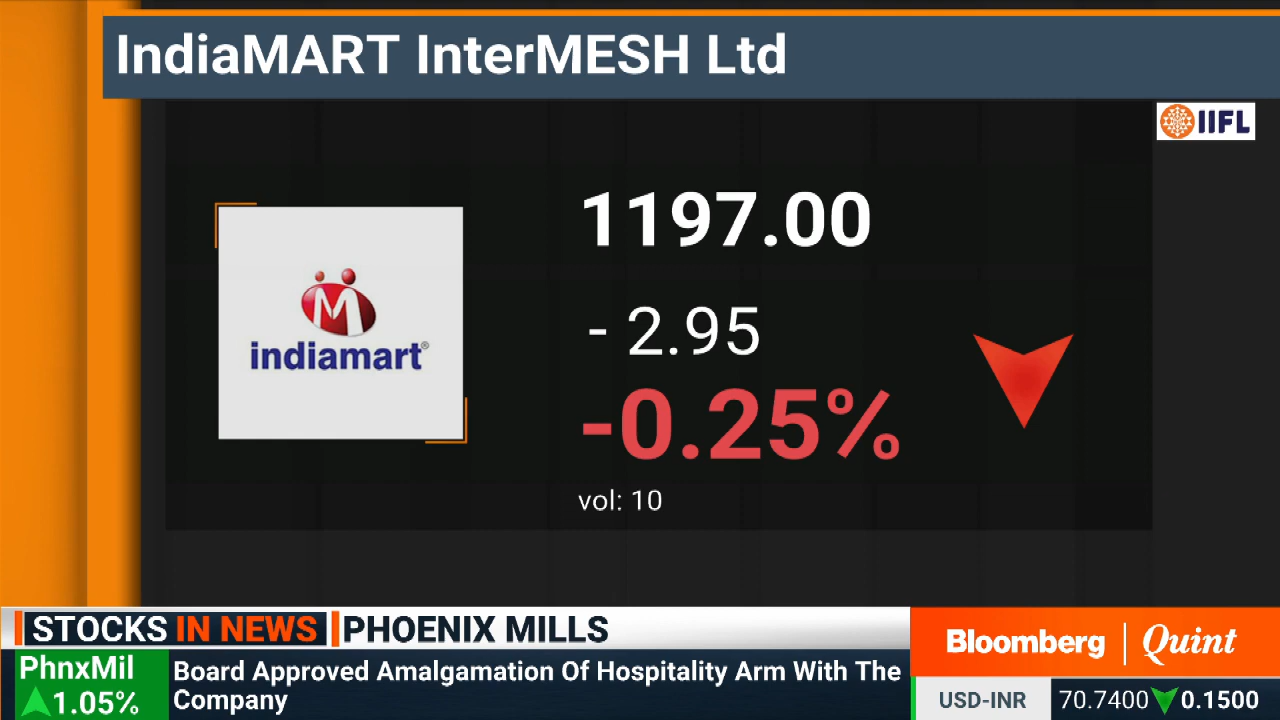 IndiaMART InterMESH Ltd
IIFL
1197.00
M
indiamart®
- 2.95
-0.25%
vol: 10
STOCKS IN NEWS PHOENIX MILLS
PhnxMil
1.05%
Board Approved Amalgamation Of Hospitality Arm With The
Company
Bloomberg | Quint
USD-INR 70.7400 0.1500